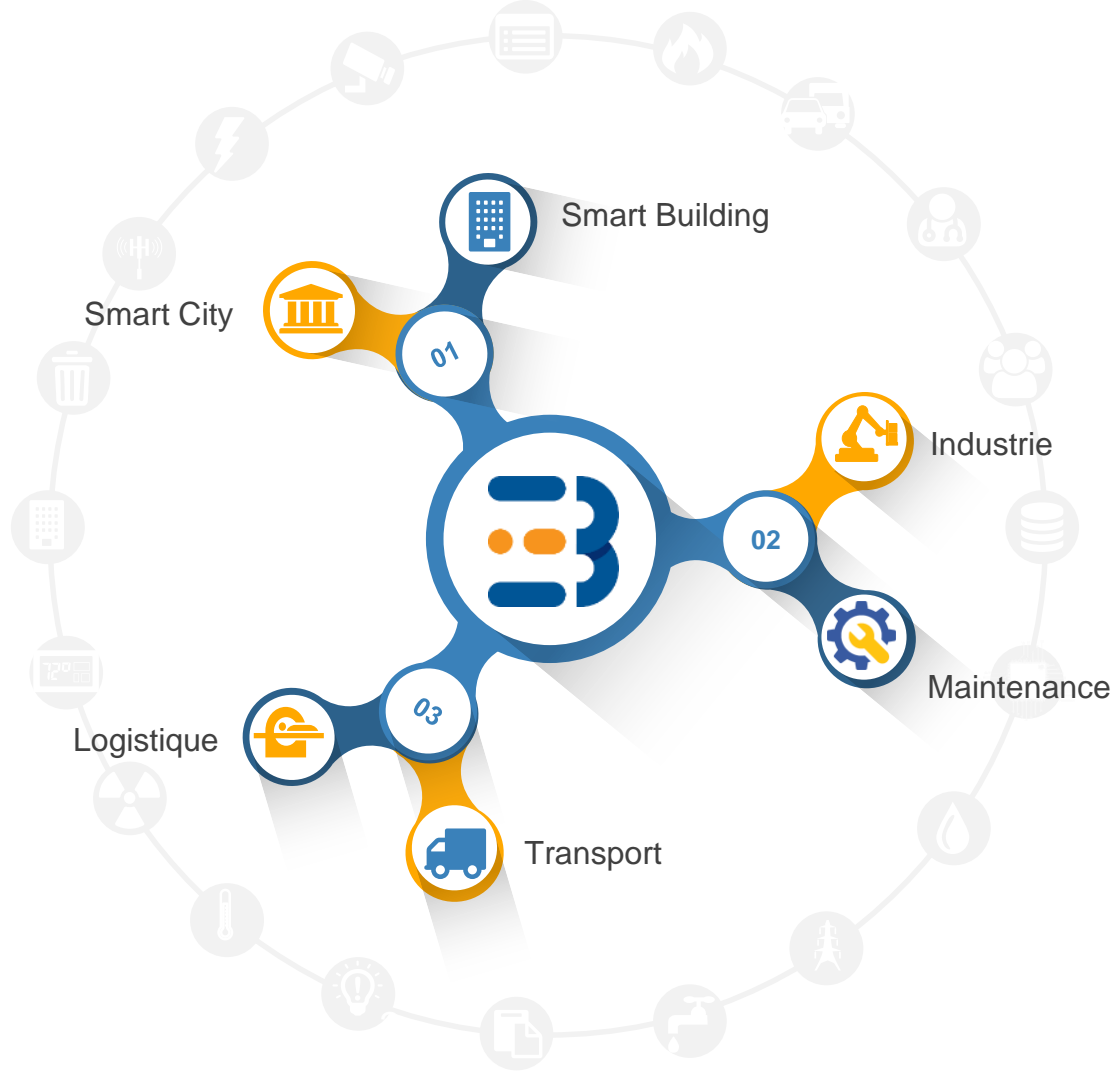 Smart Building
Smart City
01
Industrie
02
Maintenance
03
Logistique
Transport